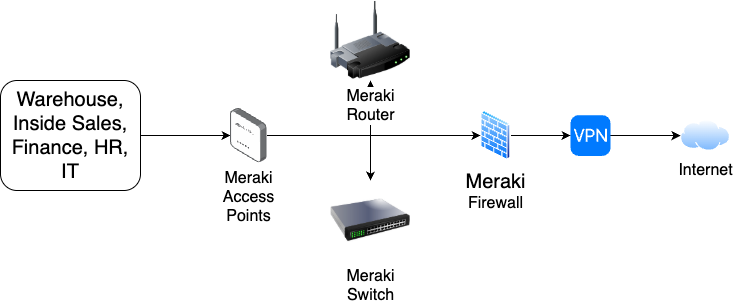 Warehouse,
Inside Sales,
Finance, HR,
IT
Meraki
Access
Points
Meraki
Router
Meraki
Switch
Meraki
Firewall
VPN
Internet